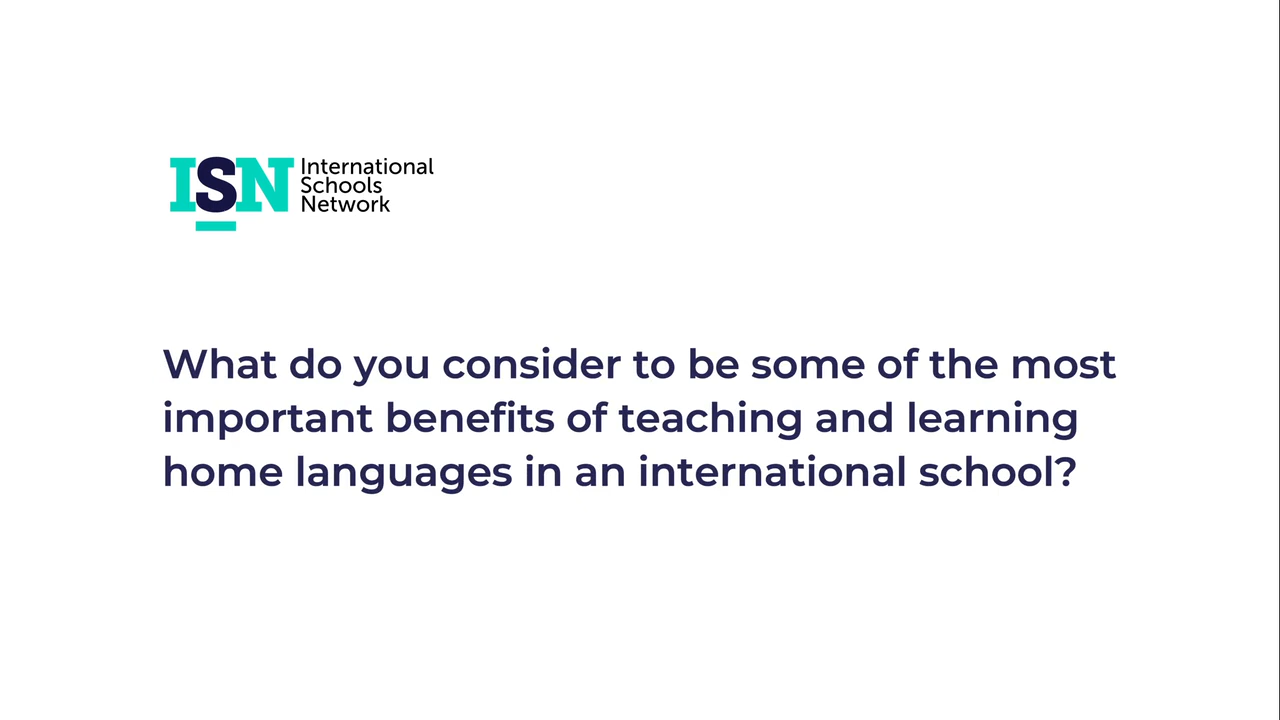 ISN
International
Schools
Network
What do you consider to be some of the most
important benefits of teaching and learning
home languages in an international school?